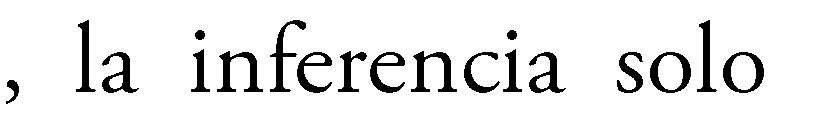 , la inferencia solo